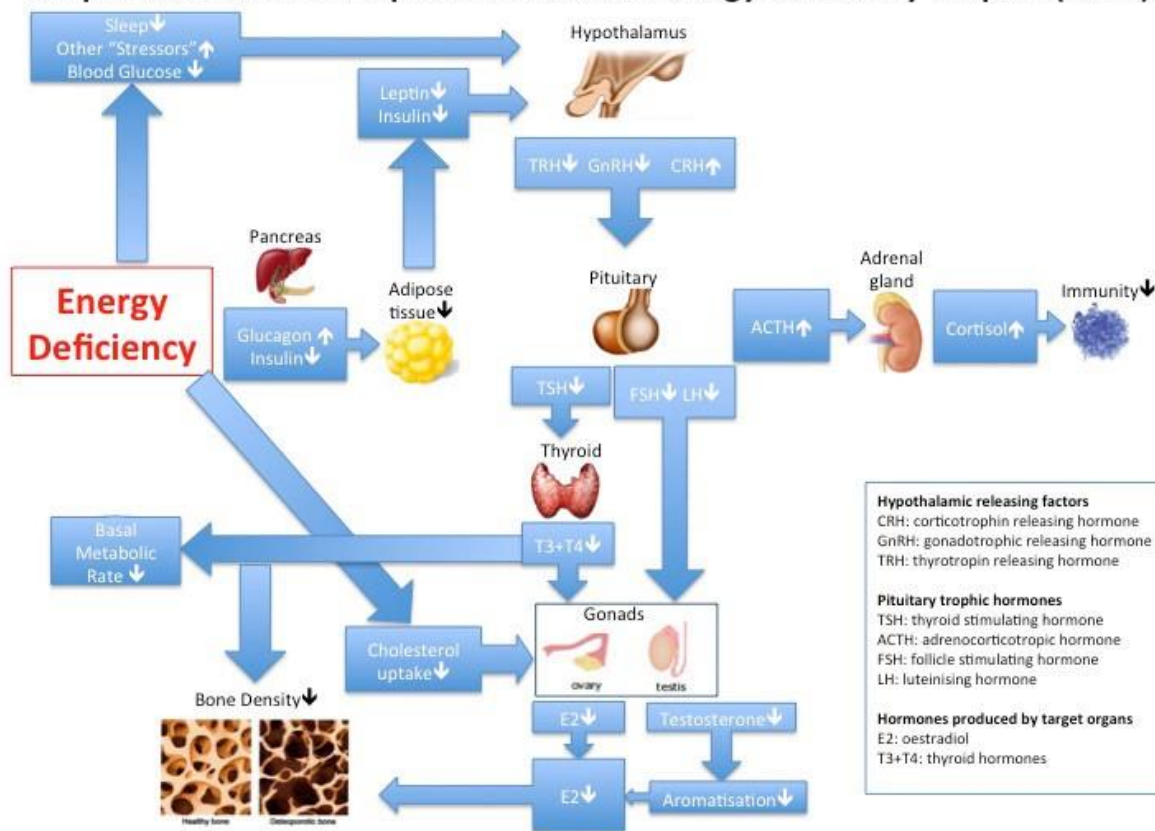 Sleep↓
Other "Stressors"↑
Blood Glucose ↓
Hypothalamus
Leptin↓
Insulin↓
TRH↓ GnRH↓ CRH↑
Pancreas
Energy
Deficiency
Glucagon ↑
Insulin↓
Adipose
tissue↓
Pituitary
ACTH↑
Adrenal
gland
Cortisol↑
Immunity↓
TSH↓
FSH↓ LH↓
Thyroid
Basal
Metabolic
Rate ↓
T3+T4↓
Cholesterol
uptake↓
Gonads
ovary
testis
Bone Density↓
Healthy bone
Osteoporotic bone
E2↓
Testosterone↓
E2↓
Aromatisation↓
Hypothalamic releasing factors
CRH: corticotrophin releasing hormone
GnRH: gonadotrophic releasing hormone
TRH: thyrotropin releasing hormone
Pituitary trophic hormones
TSH: thyroid stimulating hormone
ACTH: adrenocorticotropic hormone
FSH: follicle stimulating hormone
LH: luteinising hormone
Hormones produced by target organs
E2: oestradiol
T3+T4: thyroid hormones